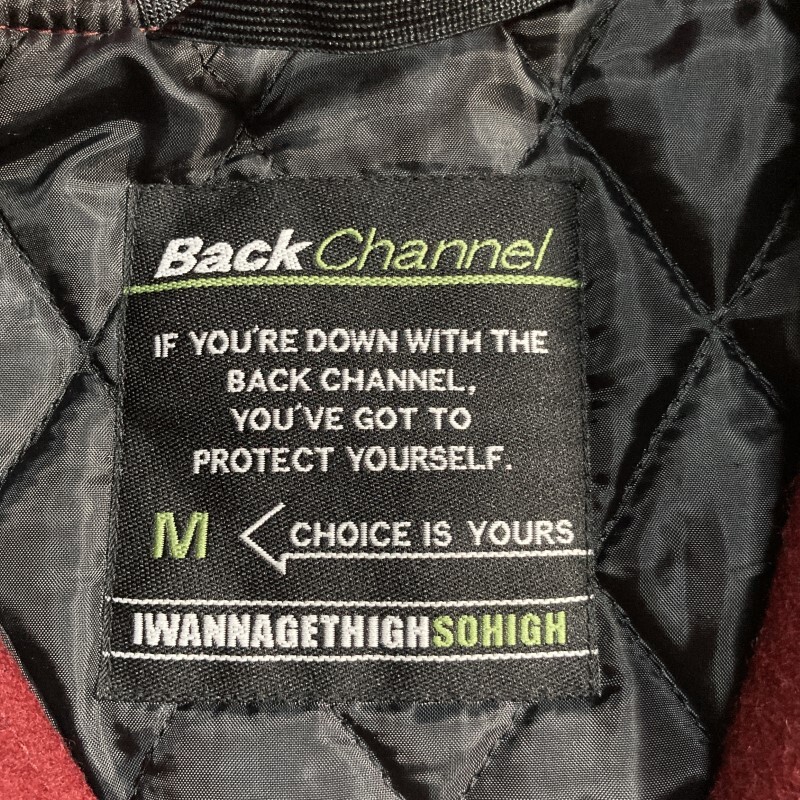 Back Channel
IF YOU'RE DOWN WITH THE
BACK CHANNEL,
YOU'VE GOT TO
PROTECT YOURSELF.
M CHOICE IS YOURS
IWANNAGETHIGHSOHIGH